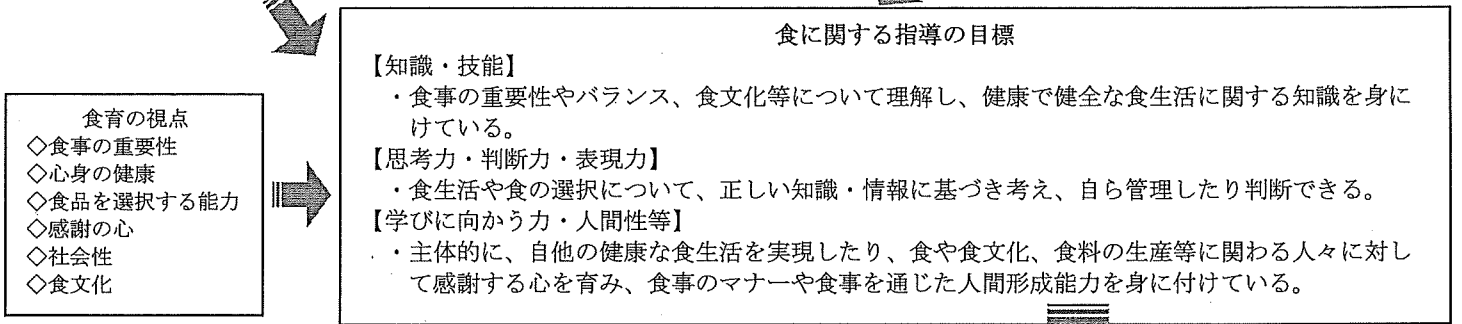 食育の視点
◇食事の重要性
◇心身の健康
◇食品を選択する能力
◇感謝の心
◇社会性
◇食文化
食に関する指導の目標
【知識・技能】
・食事の重要性やバランス、食文化等について理解し、健康で健全な食生活に関する知識を身に
けている。
【思考力・判断力・表現力】
・食生活や食の選択について、正しい知識・情報に基づき考え、自ら管理したり判断できる。
【学びに向かう力・人間性等】
・主体的に、自他の健康な食生活を実現したり、食や食文化、食料の生産等に関わる人々に対し
て感謝する心を育み、食事のマナーや食事を通じた人間形成能力を身に付けている。